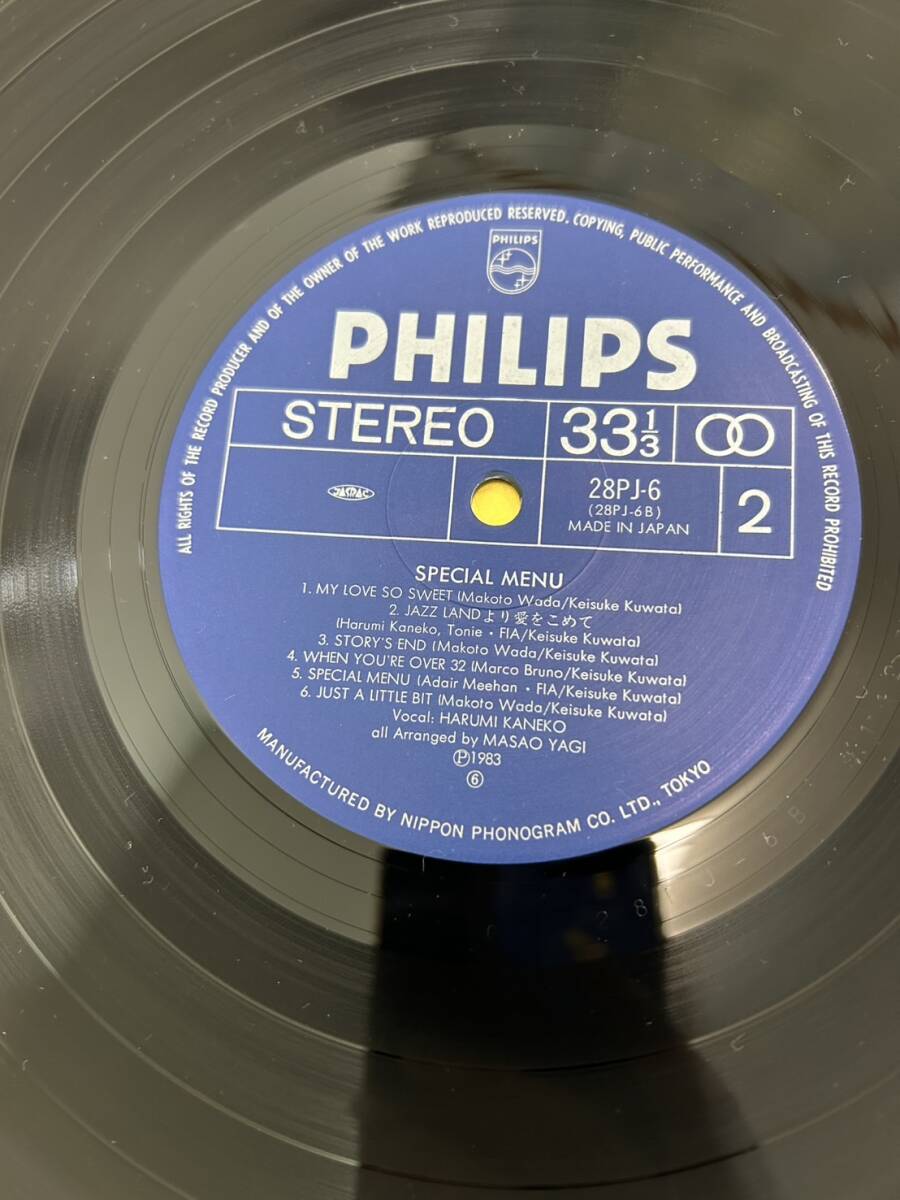 ALL RIGHTS OF THE RECORD PRODUCER AND OF THE OWNER OF THE WORK REPRODUCED RESERVED. COPYING, PUBLIC PERFORMANCE AND BROADCASTING OF THIS RECORD PROHIBITED
PHILIPS
PHILIPS
STEREO
33 1/3
JASRAC
28PJ-6
(28PJ-6B)
MADE IN JAPAN
2
SPECIAL MENU
1. MY LOVE SO SWEET (Makoto Wada/Keisuke Kuwata)
2. JAZZ LANDより愛をこめて
(Harumi Kaneko, Tonie・FIA/Keisuke Kuwata)
3. STORY'S END (Makoto Wada/Keisuke Kuwata)
4. WHEN YOU'RE OVER 32 (Marco Bruno/Keisuke Kuwata)
5. SPECIAL MENU (Adair Meehan・FIA/Keisuke Kuwata)
6. JUST A LITTLE BIT (Makoto Wada/Keisuke Kuwata)
Vocal: HARUMI KANEKO
all Arranged by MASAO YAGI
Ⓟ1983
⑥
MANUFACTURED BY NIPPON PHONOGRAM CO. LTD., TOKYO
28PJ-6B